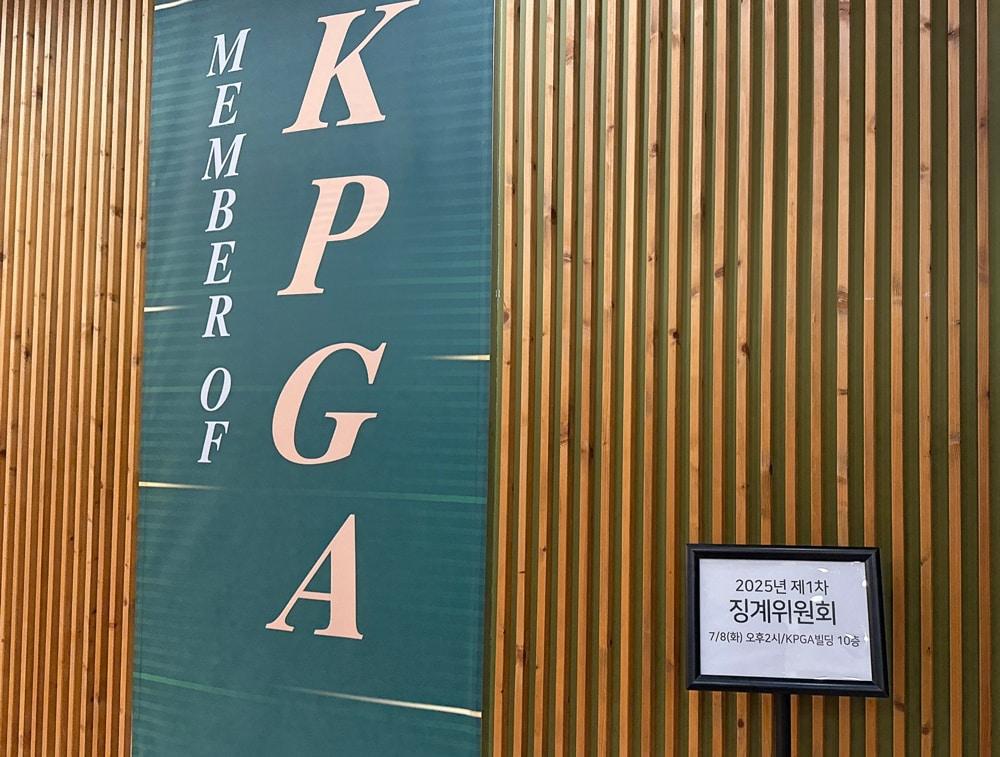 MEMBER OF
KPGA
2025년 제1차
징계위원회
7/8(화) 오후2시/KPGA빌딩 10층